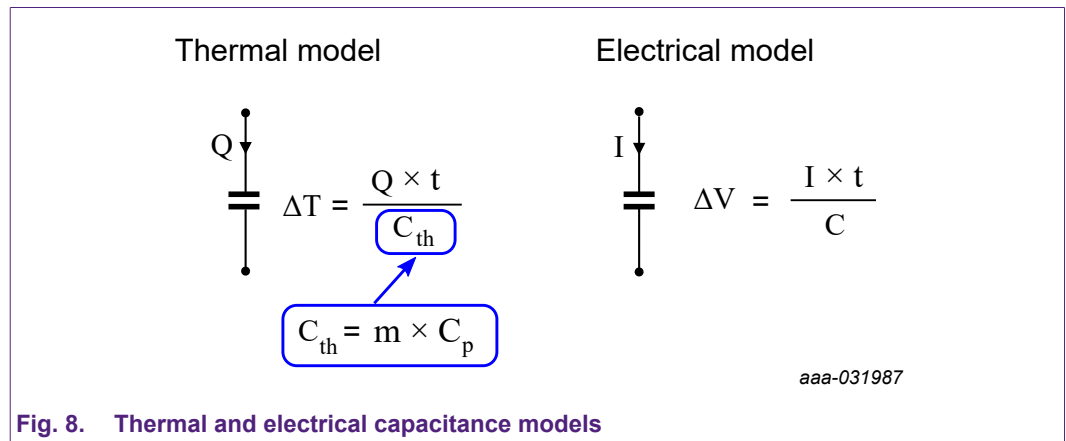 Thermal model
Electrical model
Q
ΔT = Q × t / C_th
C_th = m × C_p
I
ΔV = I × t / C
aaa-031987
Fig. 8. Thermal and electrical capacitance models